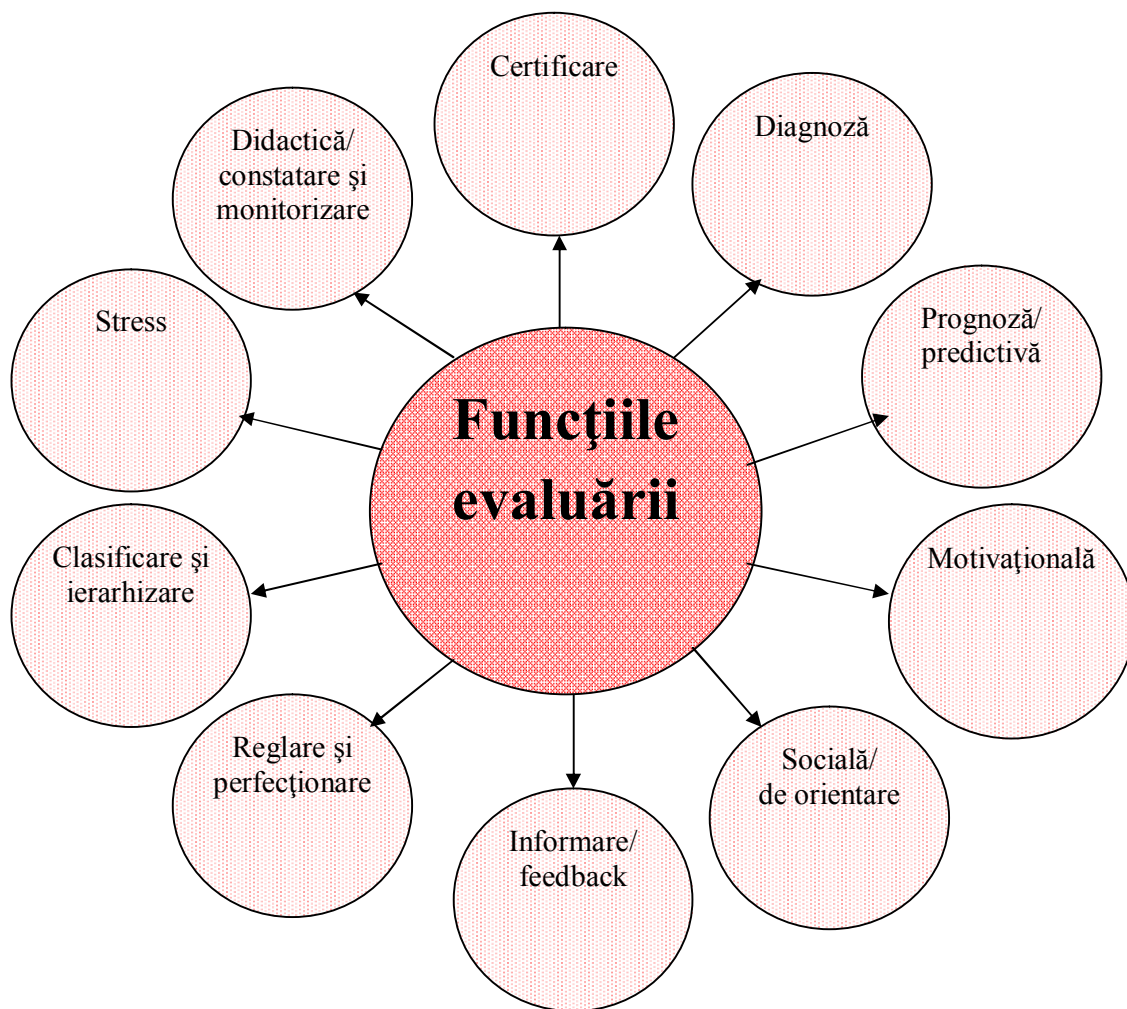 Certificare
Diagnoză
Didactică/
constatare şi
monitorizare
Stress
Prognoză/
predictivă
Funcţiile
evaluării
Clasificare şi
ierarhizare
Motivaţională
Reglare şi
perfecţionare
Socială/
de orientare
Informare/
feedback